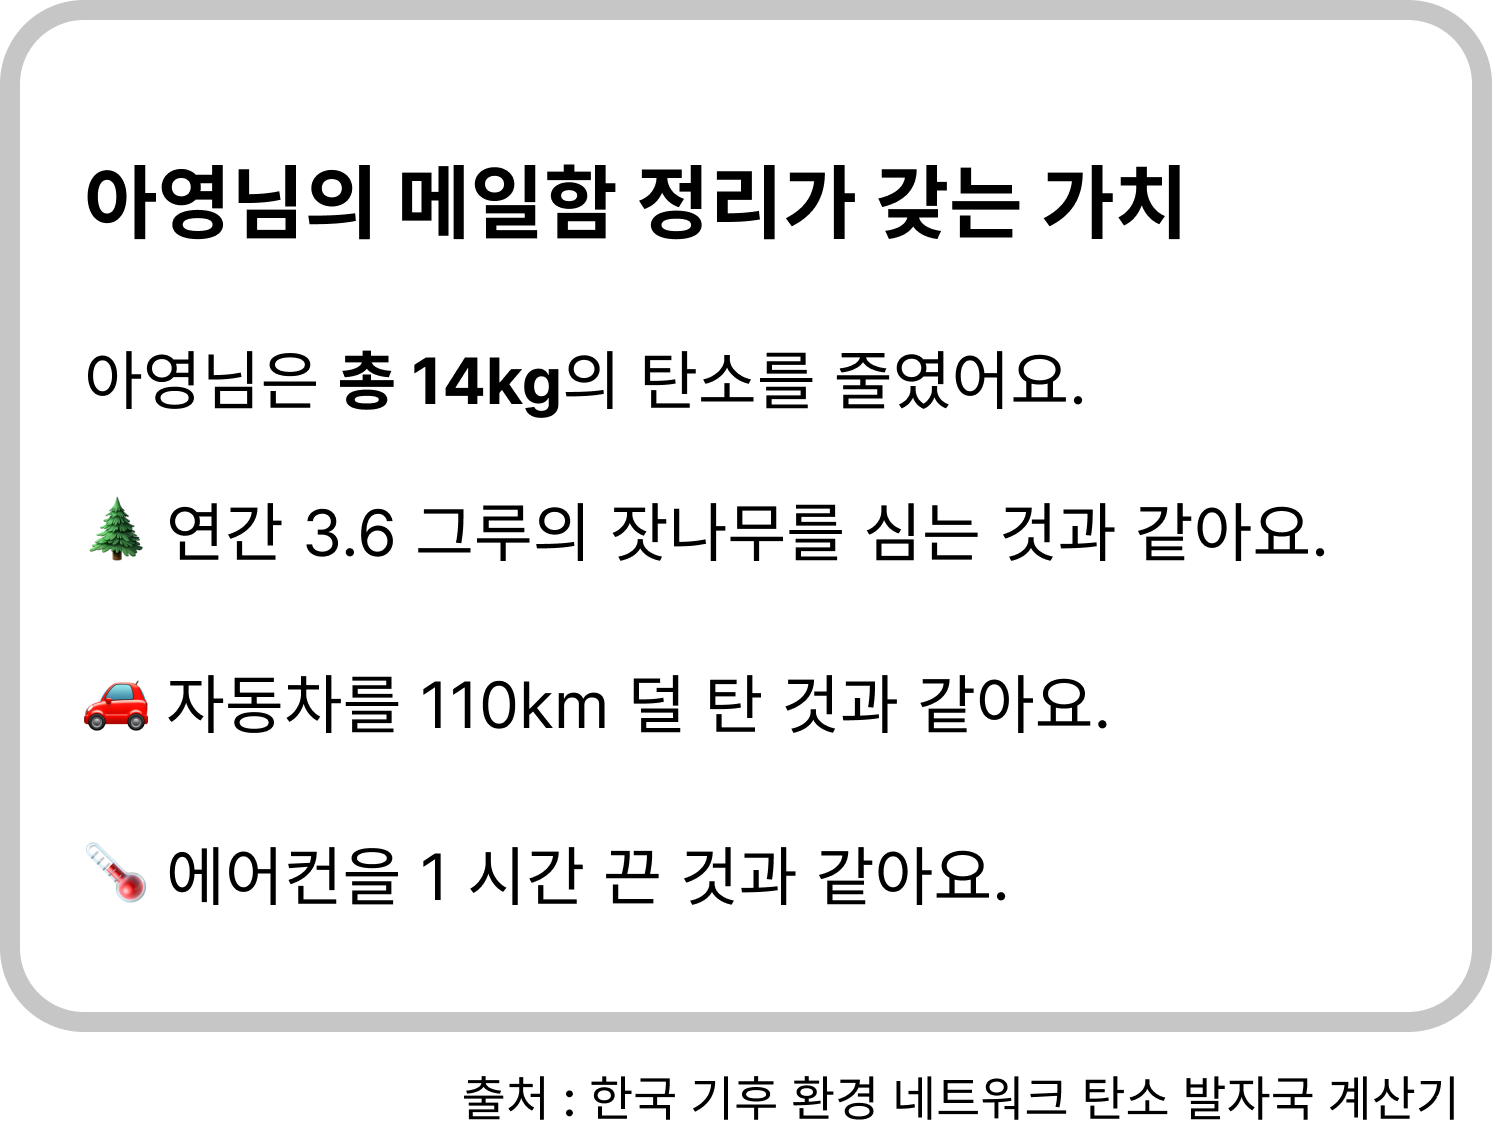 아영님의 메일함 정리가 갖는 가치
아영님은 총 14kg의 탄소를 줄였어요.
🌲 연간 3.6 그루의 잣나무를 심는 것과 같아요.
🚗 자동차를 110km 덜 탄 것과 같아요.
🌡️ 에어컨을 1 시간 끈 것과 같아요.
출처 : 한국 기후 환경 네트워크 탄소 발자국 계산기